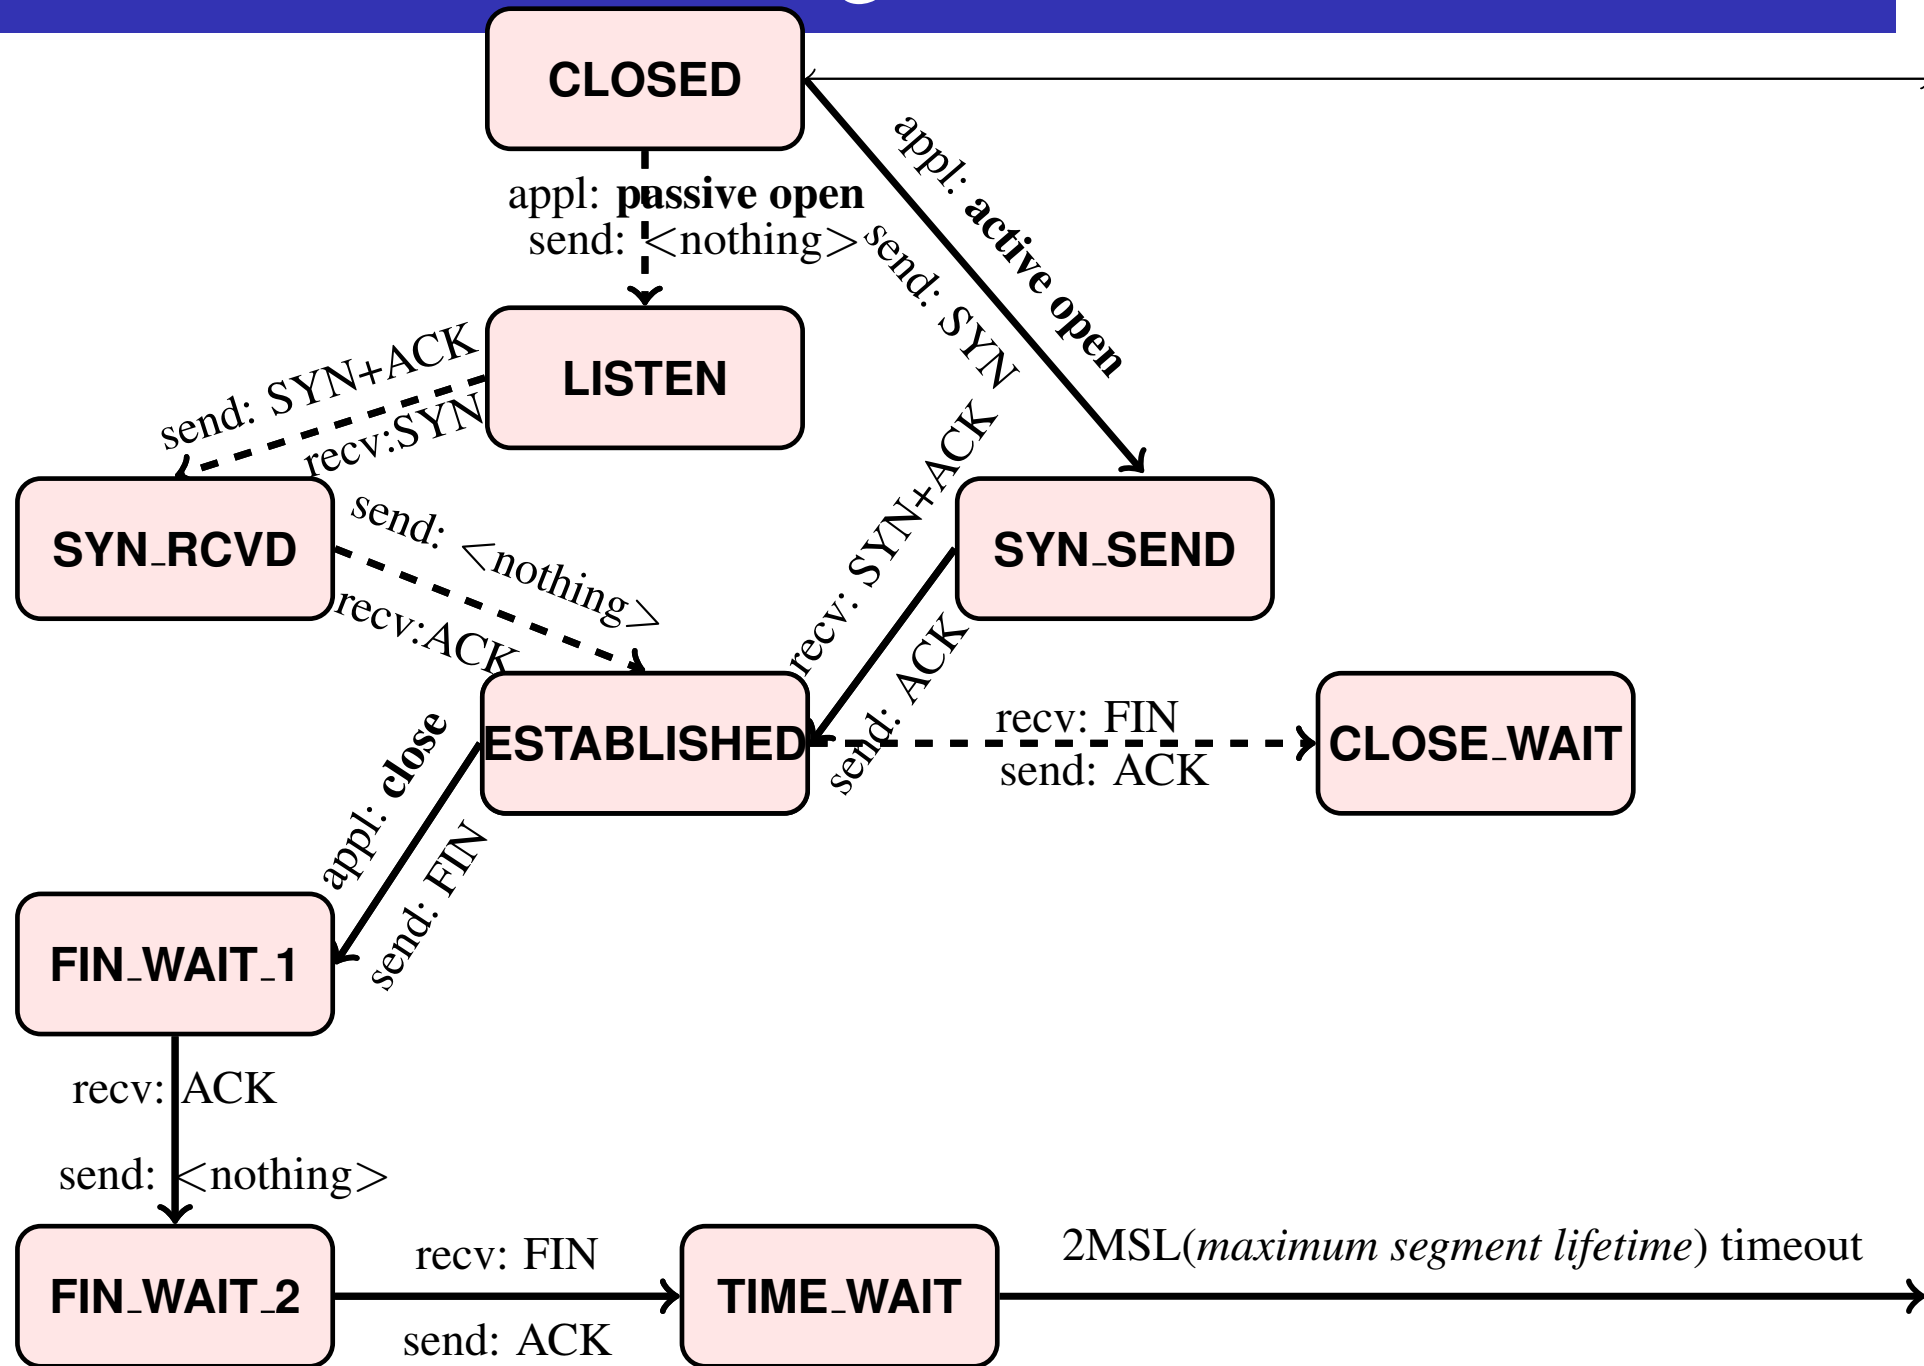 CLOSED
appl: passive open
send: <nothing>
appl: active open
send: SYN
LISTEN
send: SYN+ACK
recv:SYN
SYN_RCVD
send: <nothing>
recv:ACK
recv: SYN+ACK
send: ACK
SYN_SEND
ESTABLISHED
recv: FIN
send: ACK
CLOSE_WAIT
appl: close
send: FIN
FIN_WAIT_1
recv: ACK
send: <nothing>
FIN_WAIT_2
recv: FIN
send: ACK
TIME_WAIT
2MSL(maximum segment lifetime) timeout